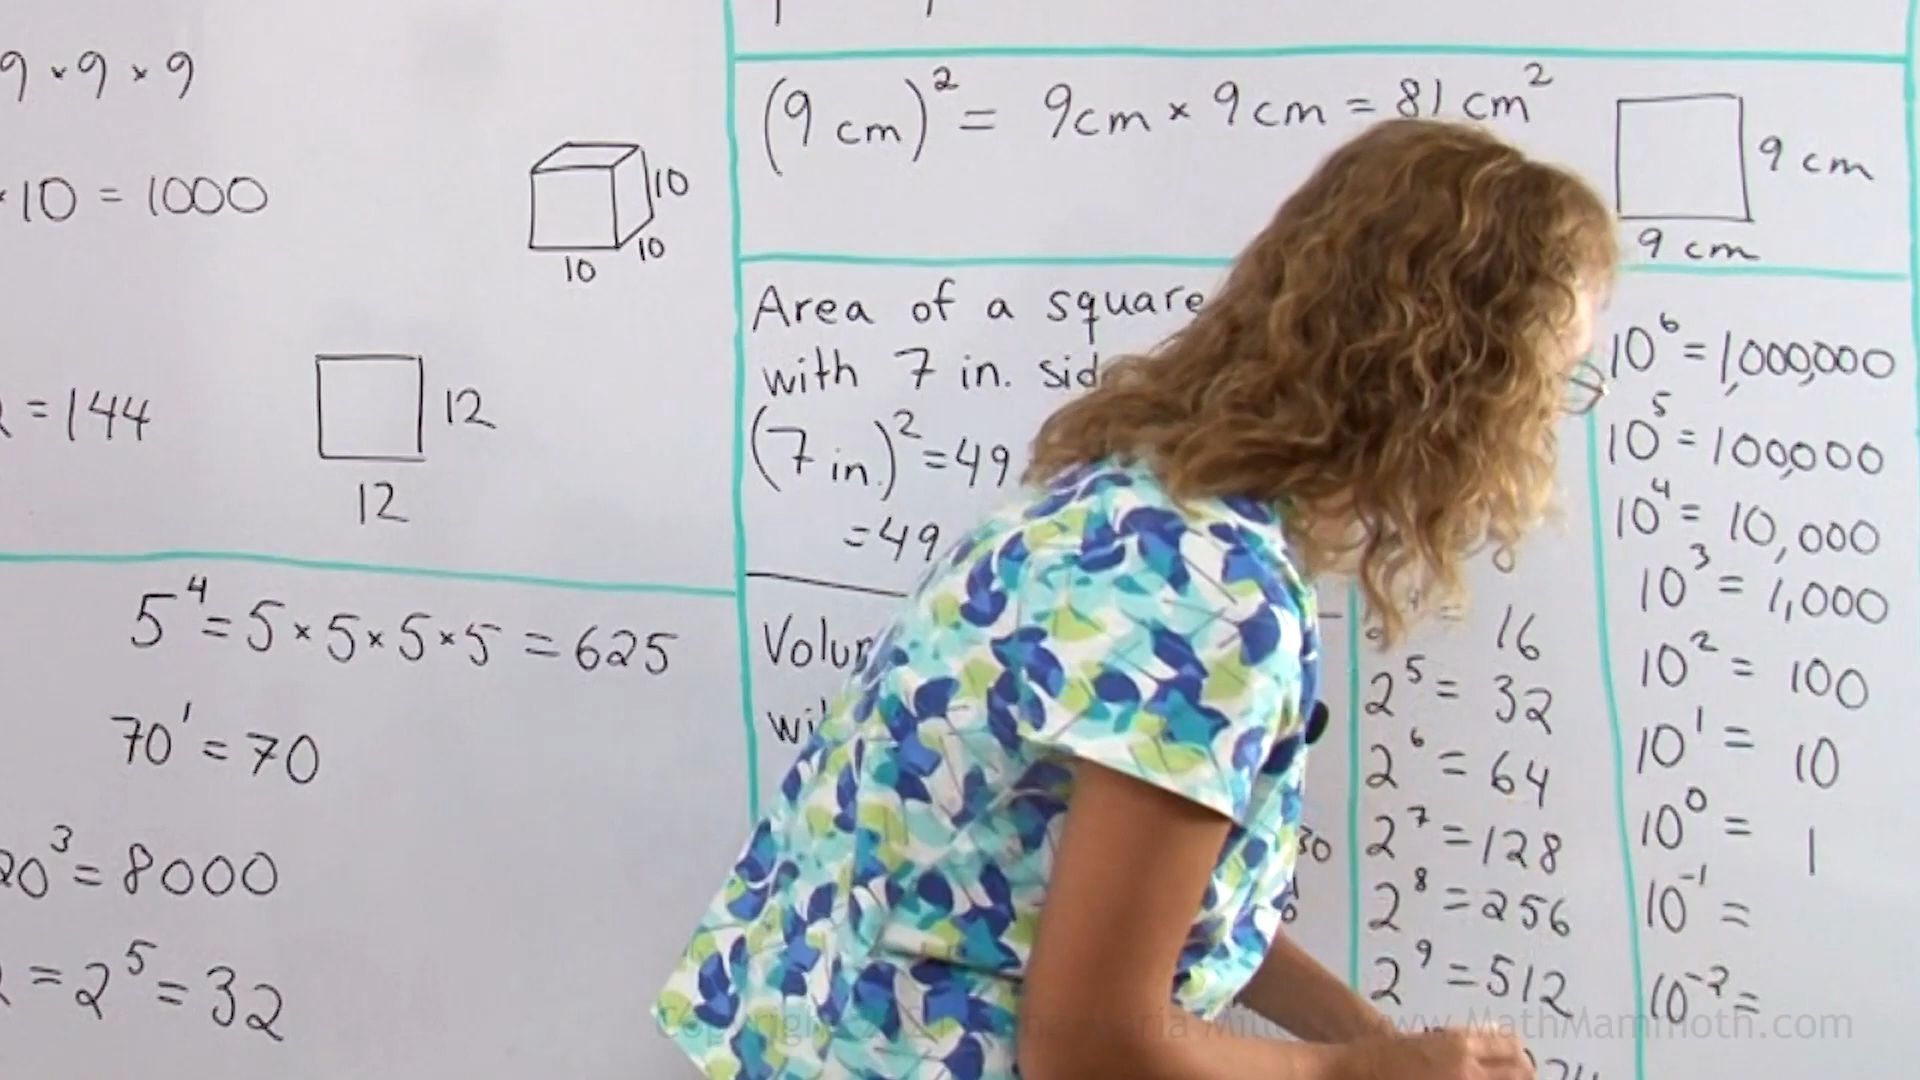 9 × 9 × 9
× 10 = 1000
10
10
10
= 144
12
12
5⁴ = 5 × 5 × 5 × 5 = 625
70¹ = 70
20³ = 8000
= 2⁵ = 32
(9 cm)² = 9cm × 9cm = 81 cm²
9 cm
9 cm
Area of a square
with 7 in.
(7 in.)² = 49
= 49
16
2⁵ = 32
2⁶ = 64
2⁷ = 128
2⁸ = 256
2⁹ = 512
10⁶ = 1,000,000
10⁵ = 100,000
10⁴ = 10,000
10³ = 1,000
10² = 100
10¹ = 10
10⁰ = 1
10⁻¹ =
10⁻² =
Copyright www.MathMammoth.com